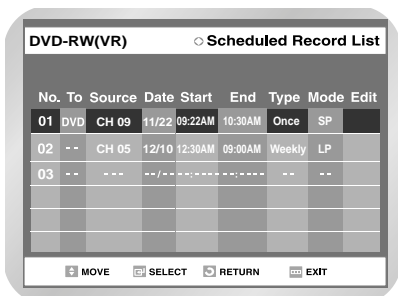 DVD-RW(VR) Scheduled Record List
No. To Source Date Start End Type Mode Edit
01 DVD CH 09 11/22 09:22AM 10:30AM Once SP
02 -- CH 05 12/10 12:30AM 09:00AM Weekly LP
03 -- --- --/-- --:-- --:-- -- --
MOVE SELECT RETURN EXIT